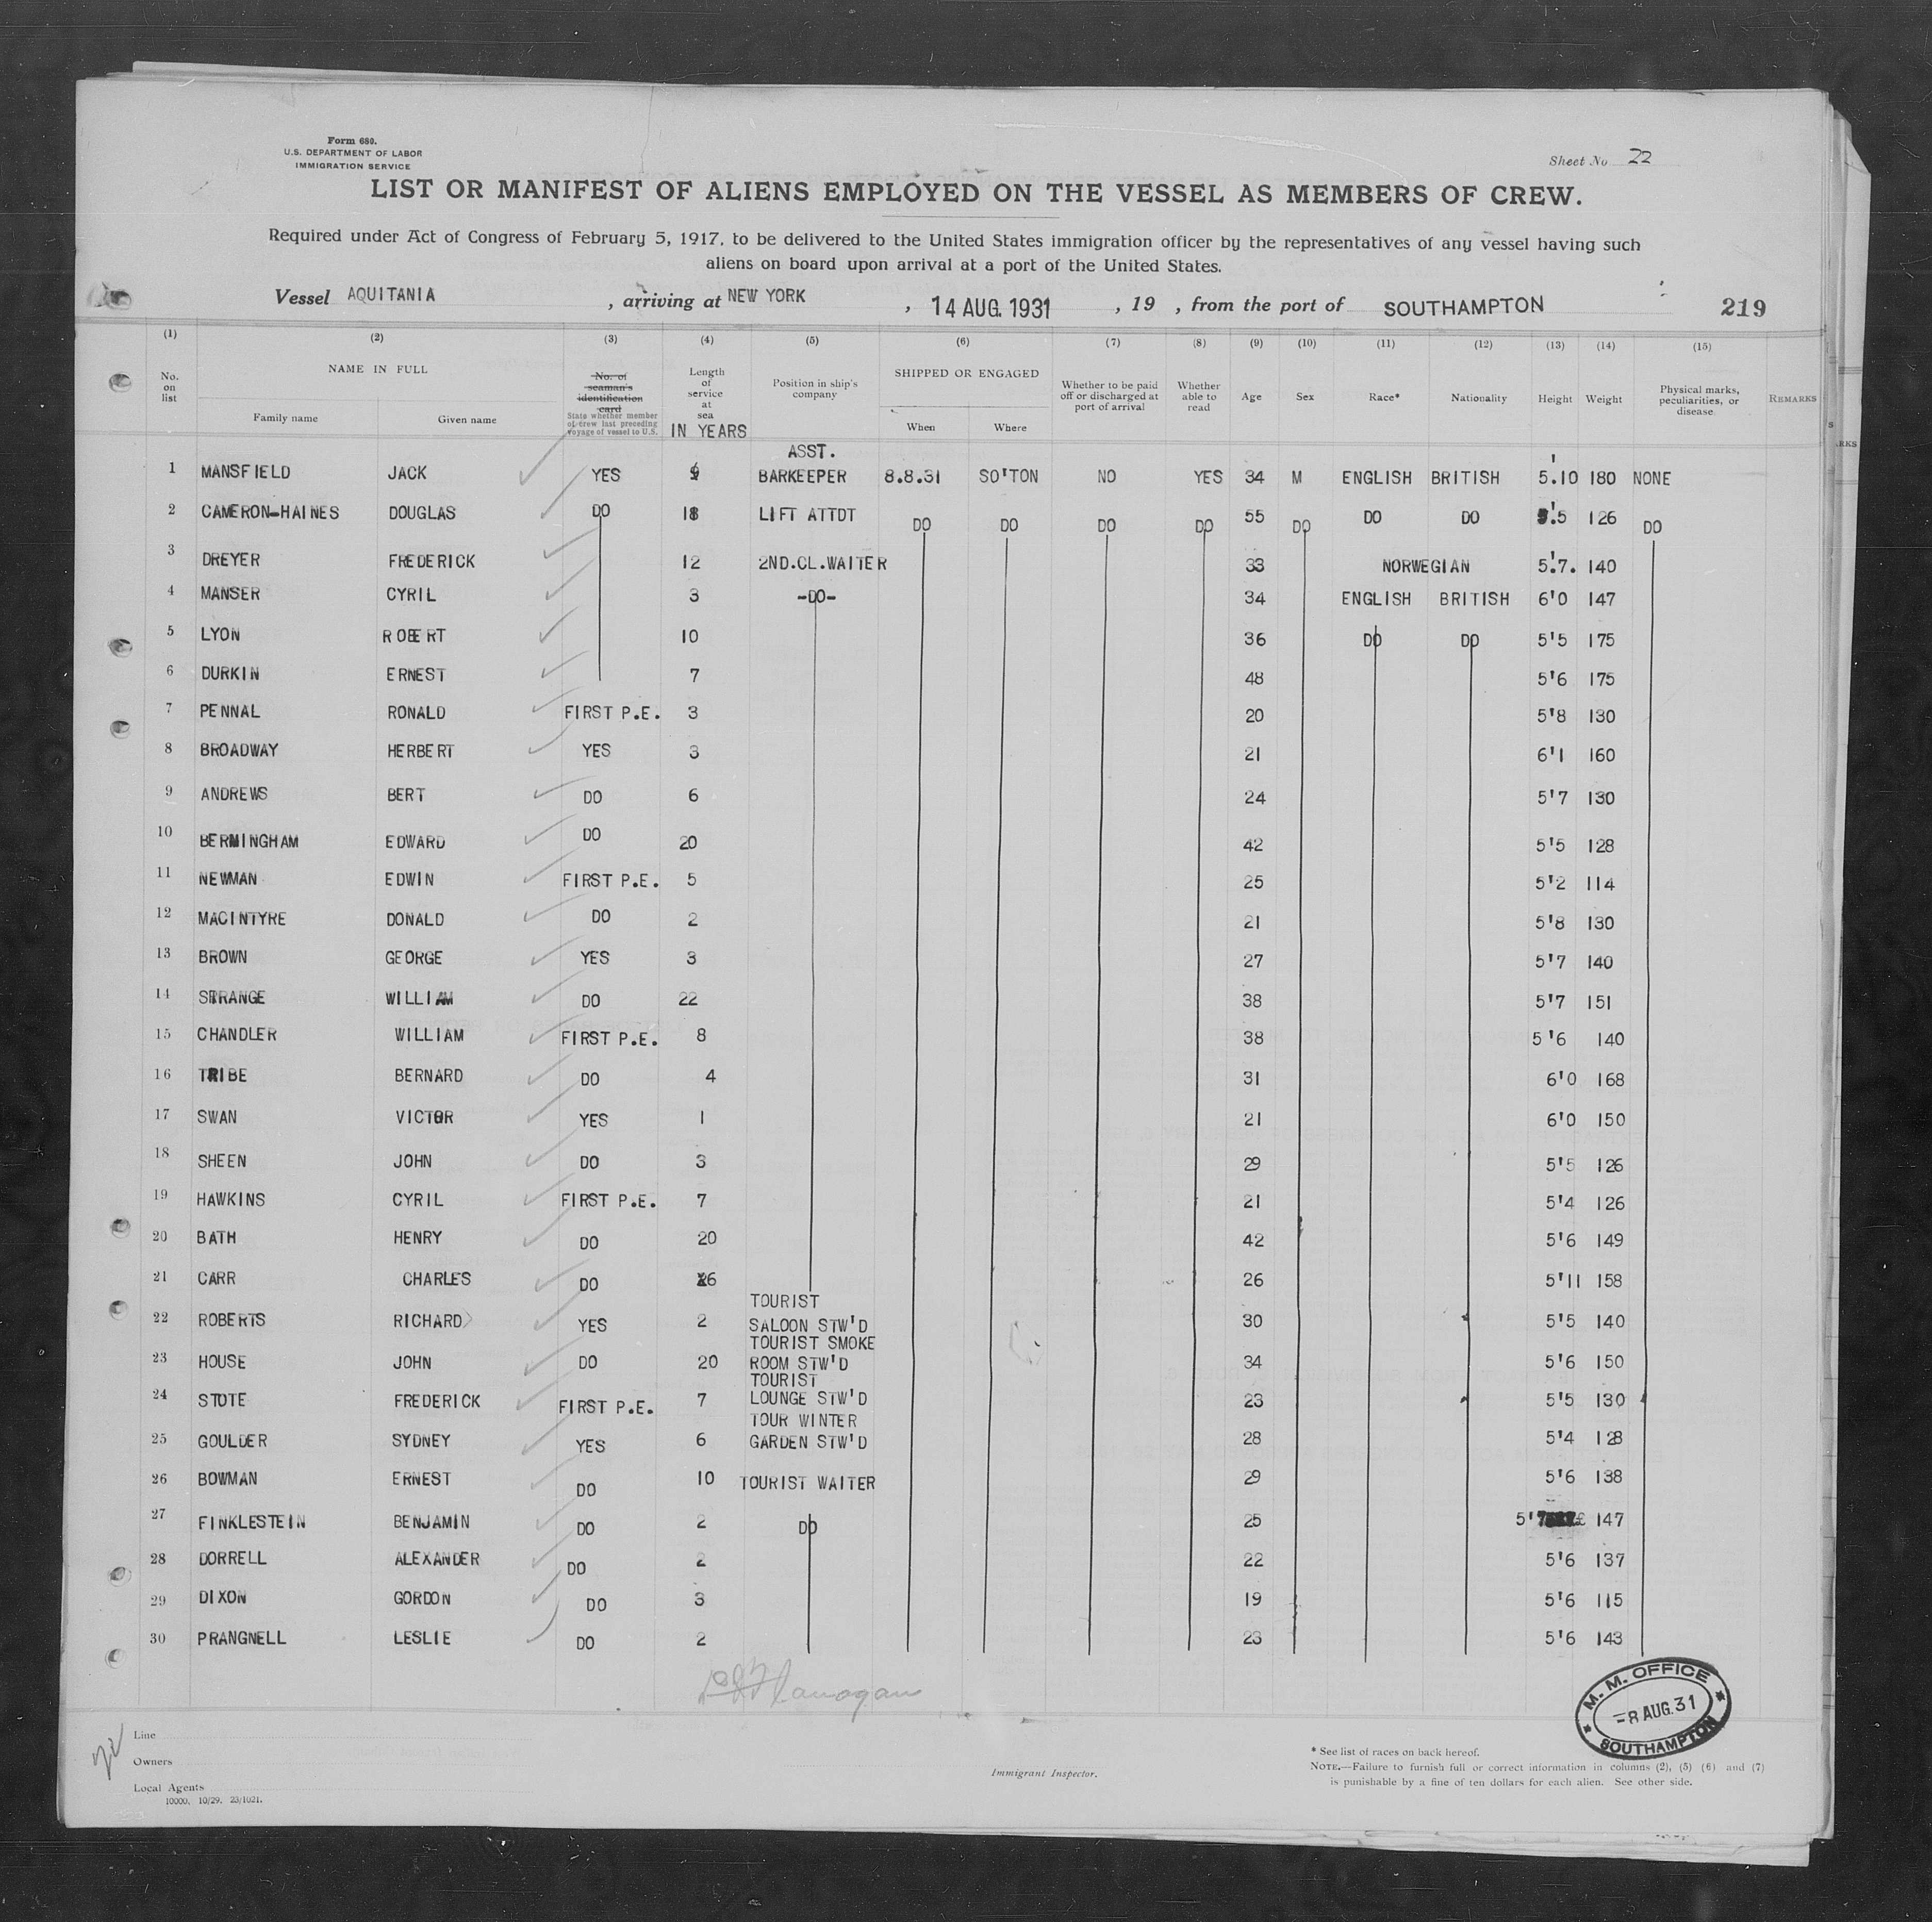 Form 680.
U.S. DEPARTMENT OF LABOR
IMMIGRATION SERVICE
Sheet No 22
LIST OR MANIFEST OF ALIENS EMPLOYED ON THE VESSEL AS MEMBERS OF CREW.
Required under Act of Congress of February 5, 1917, to be delivered to the United States immigration officer by the representatives of any vessel having such
aliens on board upon arrival at a port of the United States.
Vessel AQUITANIA , arriving at NEW YORK , 14 AUG. 1931 , 19 , from the port of SOUTHAMPTON 219
(1) (2) (3) (4) (5) (6) (7) (8) (9) (10) (11) (12) (13) (14) (15)
No. on list NAME IN FULL Family name Given name No. of seaman's identification card State whether member of crew last preceding voyage of vessel to U.S. Length of service at sea IN YEARS Position in ship's company SHIPPED OR ENGAGED When Where Whether to be paid off or discharged at port of arrival Whether able to read Age Sex Race* Nationality Height Weight Physical marks, peculiarities, or disease REMARKS
ASST.
1 MANSFIELD JACK YES BARKEEPER 8.8.31 SO'TON NO YES 34 M ENGLISH BRITISH 5.10 180 NONE
2 CAMERON-HAINES DOUGLAS DO 18 LIFT ATTDT DO DO DO DO 55 DO DO DO 5 126 DO
3 DREYER FREDERICK 12 2ND.CL.WAITER 33 NORWEGIAN 5'.7. 140
4 MANSER CYRIL 3 -DO- 34 ENGLISH BRITISH 6'0 147
5 LYON ROBERT 10 36 DO DO 5'5 175
6 DURKIN ERNEST 7 48 5'6 175
7 PENNAL RONALD FIRST P.E. 3 20 5'8 130
8 BROADWAY HERBERT YES 3 21 6'1 160
9 ANDREWS BERT DO 6 24 5'7 130
10 BERMINGHAM EDWARD DO 20 42 5'5 128
11 NEWMAN EDWIN FIRST P.E. 5 25 5'2 114
12 MACINTYRE DONALD DO 2 21 5'8 130
13 BROWN GEORGE YES 3 27 5'7 140
14 STRANGE WILLIAM DO 22 38 5'7 151
15 CHANDLER WILLIAM FIRST P.E. 8 38 5'6 140
16 TRIBE BERNARD DO 4 31 6'0 168
17 SWAN VICTOR YES 1 21 6'0 150
18 SHEEN JOHN DO 3 29 5'5 126
19 HAWKINS CYRIL FIRST P.E. 7 21 5'4 126
20 BATH HENRY DO 20 42 5'6 149
21 CARR CHARLES DO 6 26 5'11 158
TOURIST
22 ROBERTS RICHARD YES 2 SALOON STW'D 30 5'5 140
TOURIST SMOKE
23 HOUSE JOHN DO 20 ROOM STW'D 34 5'6 150
TOURIST
24 STOTE FREDERICK FIRST P.E. 7 LOUNGE STW'D 23 5'5 130
TOUR WINTER
25 GOULDER SYDNEY YES 6 GARDEN STW'D 28 5'4 128
26 BOWMAN ERNEST DO 10 TOURIST WAITER 29 5'6 138
27 FINKLESTEIN BENJAMIN DO 2 DO 25 5'7 147
28 DORRELL ALEXANDER DO 2 22 5'6 137
29 DIXON GORDON DO 3 19 5'6 115
30 PRANGNELL LESLIE DO 2 23 5'6 143
M. M. OFFICE
-8 AUG. 31
SOUTHAMPTON
Line
Owners
Local Agents
10000, 10/29. 23/1021.
Immigrant Inspector.
* See list of races on back hereof.
NOTE.—Failure to furnish full or correct information in columns (2), (5) (6) and (7)
is punishable by a fine of ten dollars for each alien. See other side.